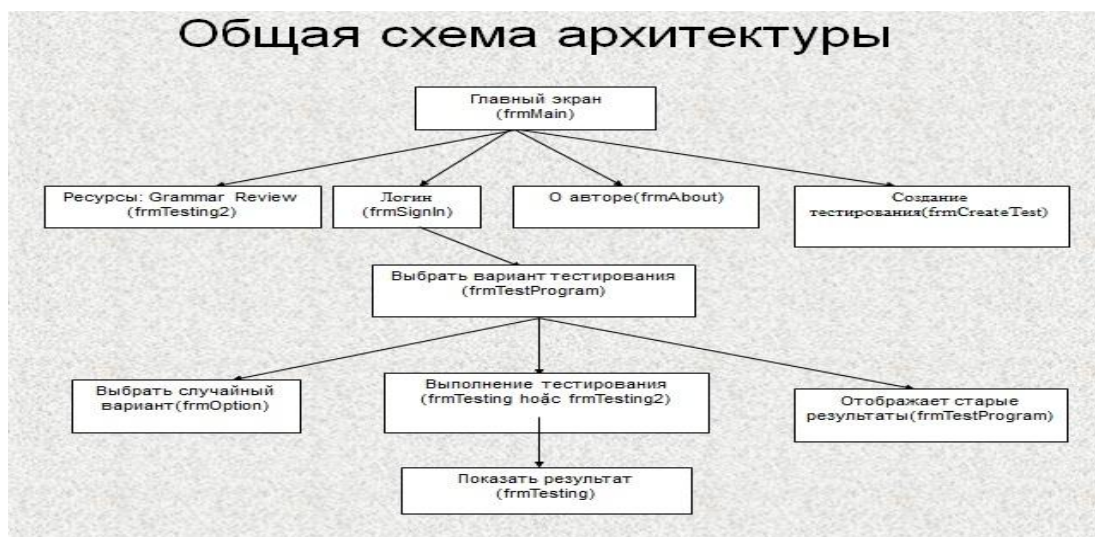 Общая схема архитектуры
Главный экран
(frmMain)
Ресурсы: Grammar Review
(frmTesting2)
Логин
(frmSignIn)
О авторе(frmAbout)
Создание
тестирования(frmCreateTest)
Выбрать вариант тестирования
(frmTestProgram)
Выбрать случайный
вариант(frmOption)
Выполнение тестирования
(frmTesting hoặc frmTesting2)
Отображает старые
результаты(frmTestProgram)
Показать результат
(frmTesting)